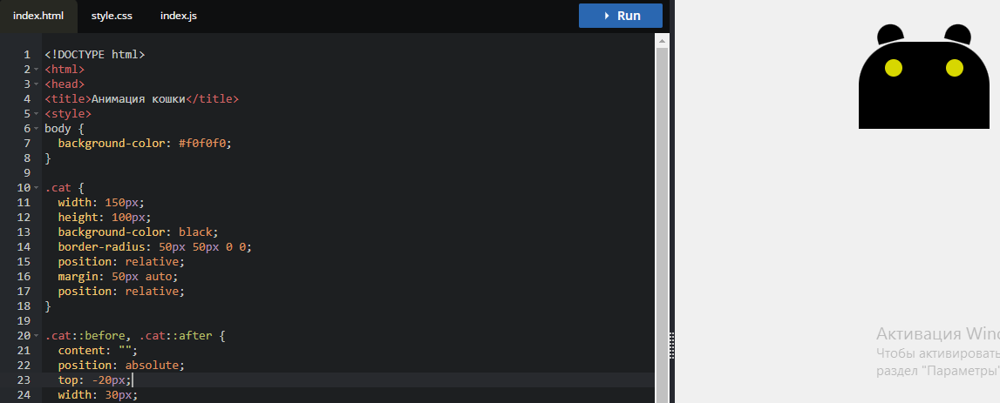 index.html style.css index.js Run
1 <!DOCTYPE html>
2 <html>
3 <head>
4 <title>Анимация кошки</title>
5 <style>
6 body {
7 background-color: #f0f0f0;
8 }
9
10 .cat {
11 width: 150px;
12 height: 100px;
13 background-color: black;
14 border-radius: 50px 50px 0 0;
15 position: relative;
16 margin: 50px auto;
17 position: relative;
18 }
19
20 .cat::before, .cat::after {
21 content: "";
22 position: absolute;
23 top: -20px;
24 width: 30px;
Активация Winc
Чтобы активировать
раздел "Параметры"